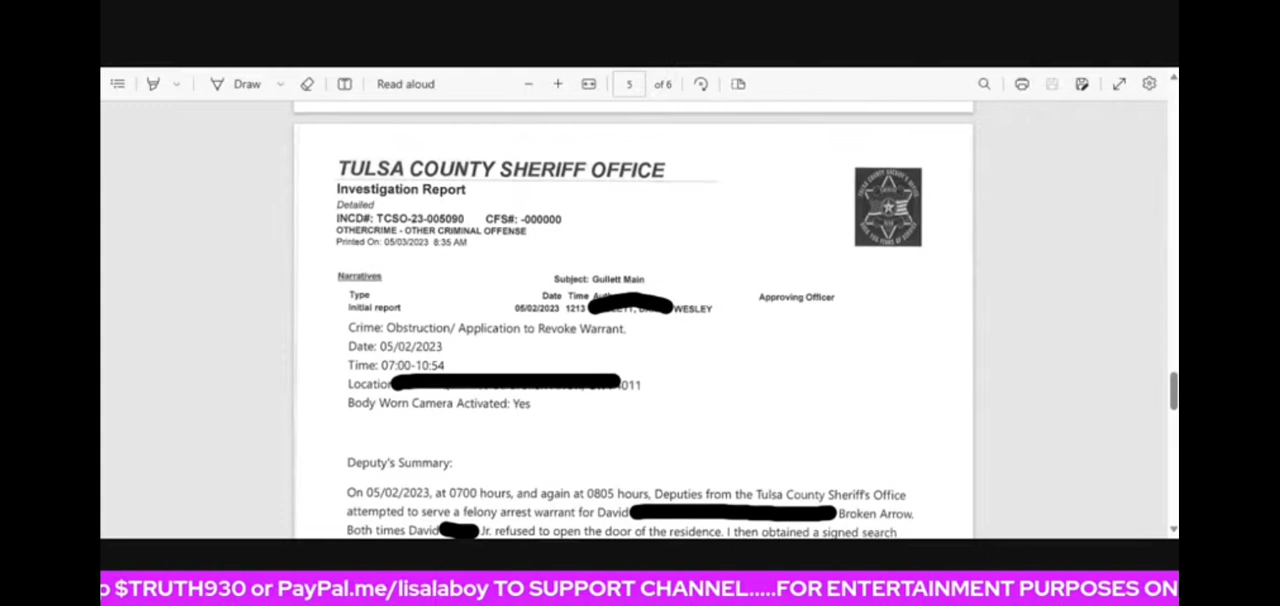 Draw
Read aloud
5 of 6
TULSA COUNTY SHERIFF OFFICE
Investigation Report
Detailed
INCD#: TCSO-23-005090 CFS#: -000000
OTHERCRIME - OTHER CRIMINAL OFFENSE
Printed On: 05/03/2023 8:35 AM
Narratives
Subject: Gullett Main
Type Date Time Approving Officer
Initial report 05/02/2023 1213 WESLEY
Crime: Obstruction/ Application to Revoke Warrant.
Date: 05/02/2023
Time: 07:00-10:54
Location 011
Body Worn Camera Activated: Yes
Deputy's Summary:
On 05/02/2023, at 0700 hours, and again at 0805 hours, Deputies from the Tulsa County Sheriff's Office
attempted to serve a felony arrest warrant for David Broken Arrow.
Both times David Jr. refused to open the door of the residence. I then obtained a signed search
$TRUTH930 or PayPal.me/lisalaboy TO SUPPORT CHANNEL.....FOR ENTERTAINMENT PURPOSES ON